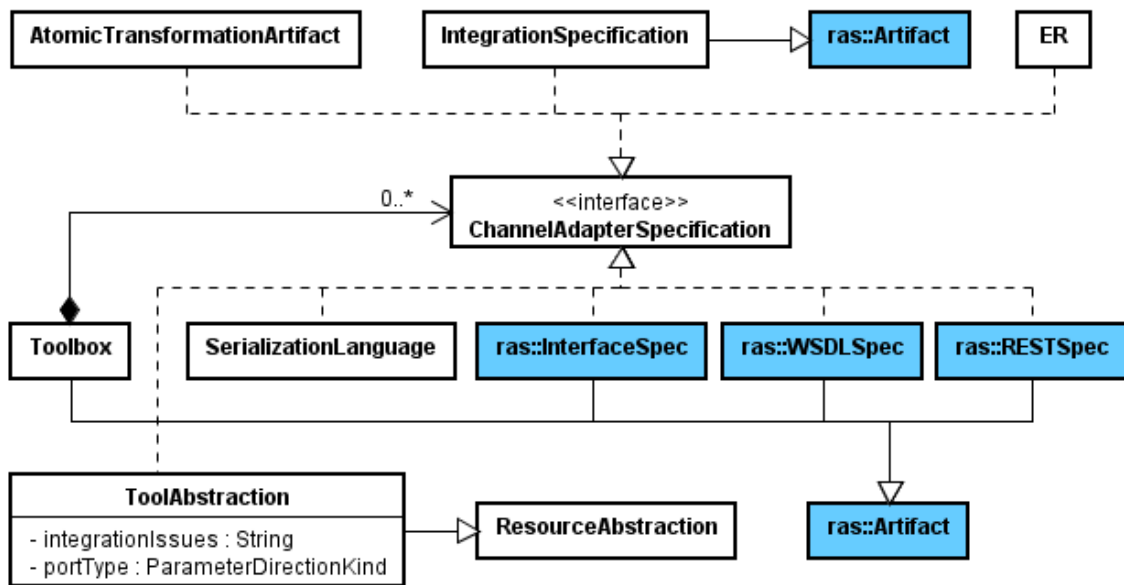 AtomicTransformationArtifact
IntegrationSpecification
ras::Artifact
ER
0..*
<<interface>>
ChannelAdapterSpecification
Toolbox
SerializationLanguage
ras::InterfaceSpec
ras::WSDLSpec
ras::RESTSpec
ToolAbstraction
- integrationIssues : String
- portType : ParameterDirectionKind
ResourceAbstraction
ras::Artifact